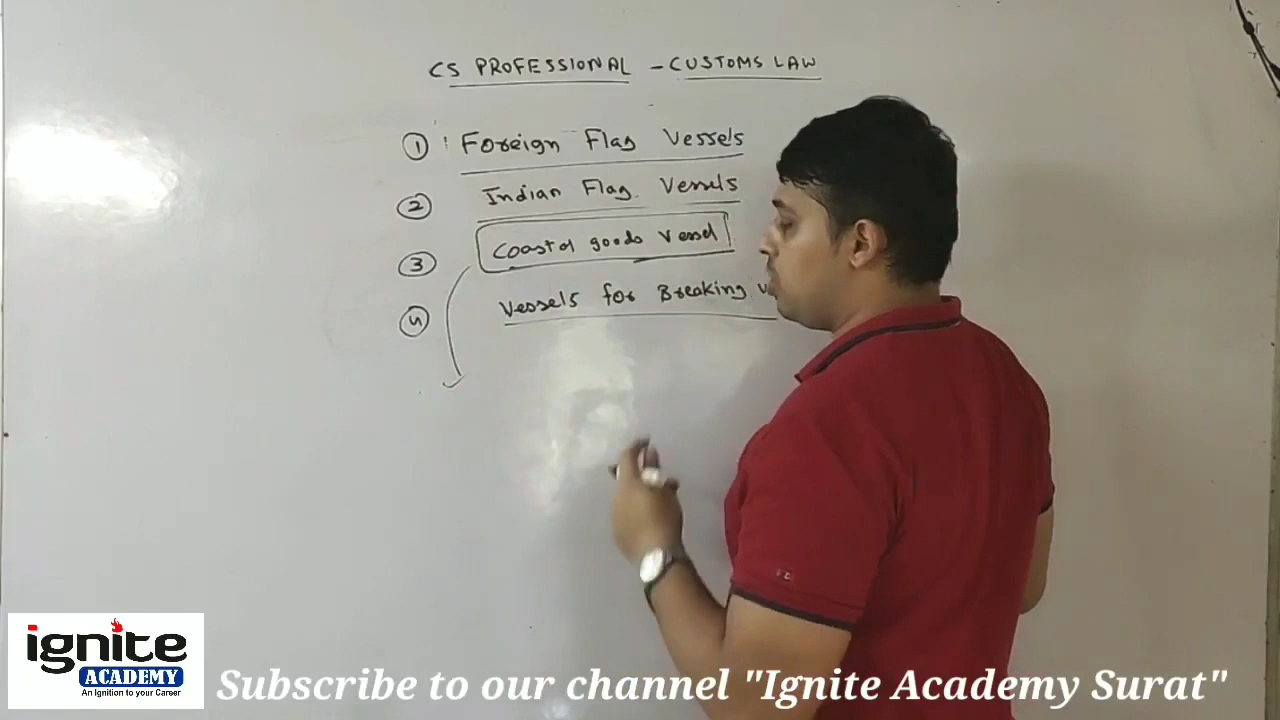 CS PROFESSIONAL - CUSTOMS LAW
1 Foreign Flag Vessels
2 Indian Flag Vessels
3 Coastal goods Vessel
4 Vessels for Breaking
ignite
ACADEMY
An Ignition to your Career
Subscribe to our channel "Ignite Academy Surat"